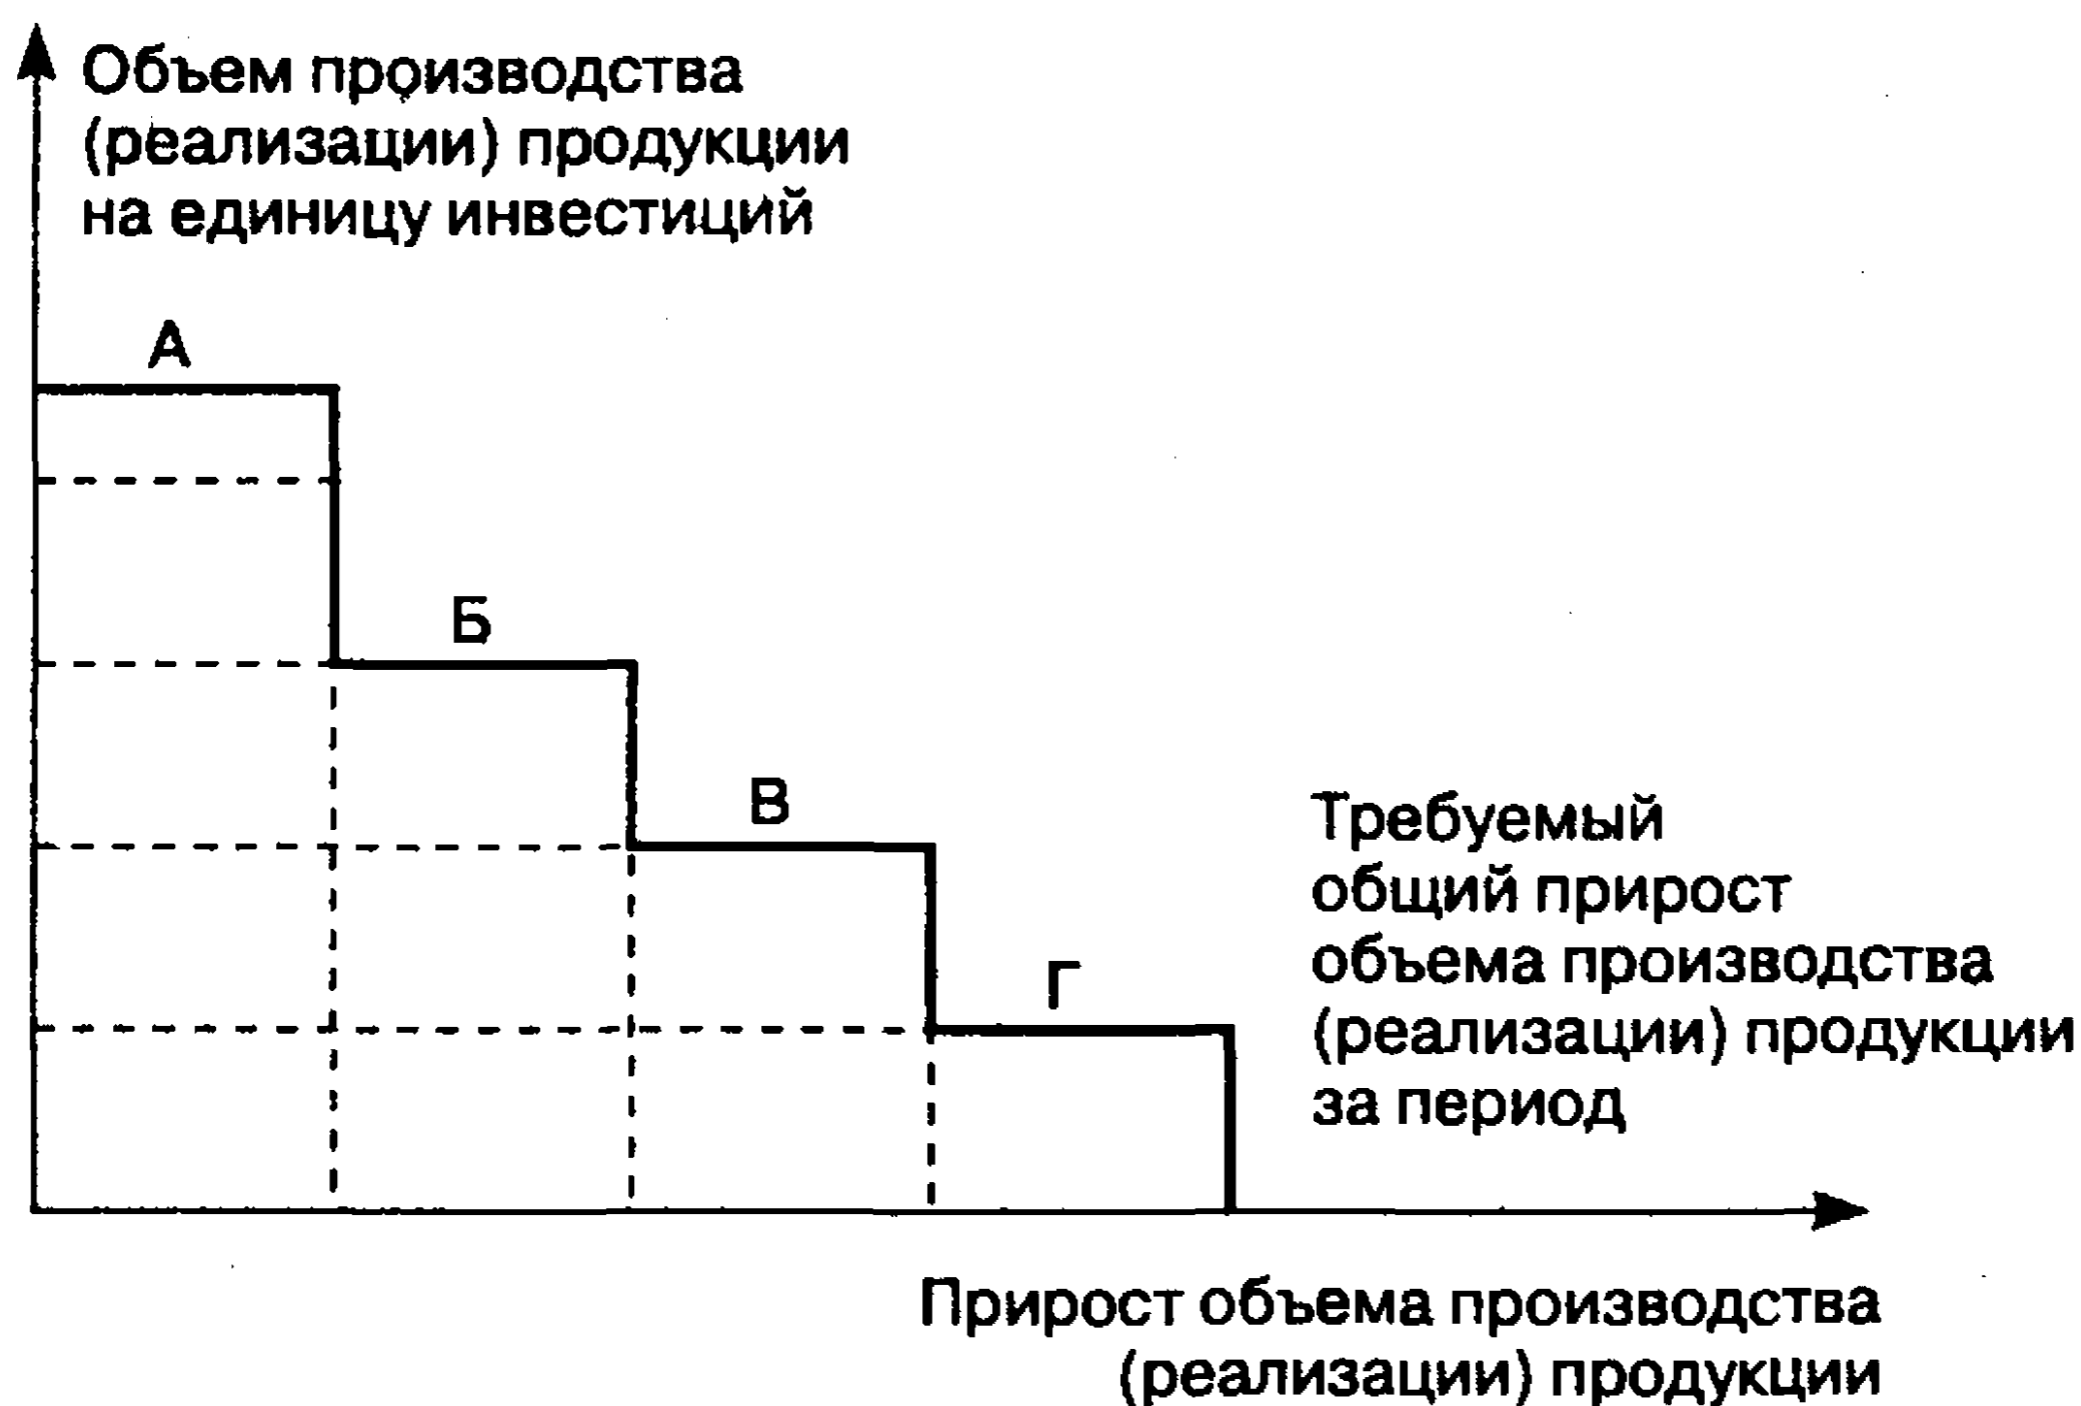 Объем производства
(реализации) продукции
на единицу инвестиций
А
Б
В
Г
Требуемый
общий прирост
объема производства
(реализации) продукции
за период
Прирост объема производства
(реализации) продукции